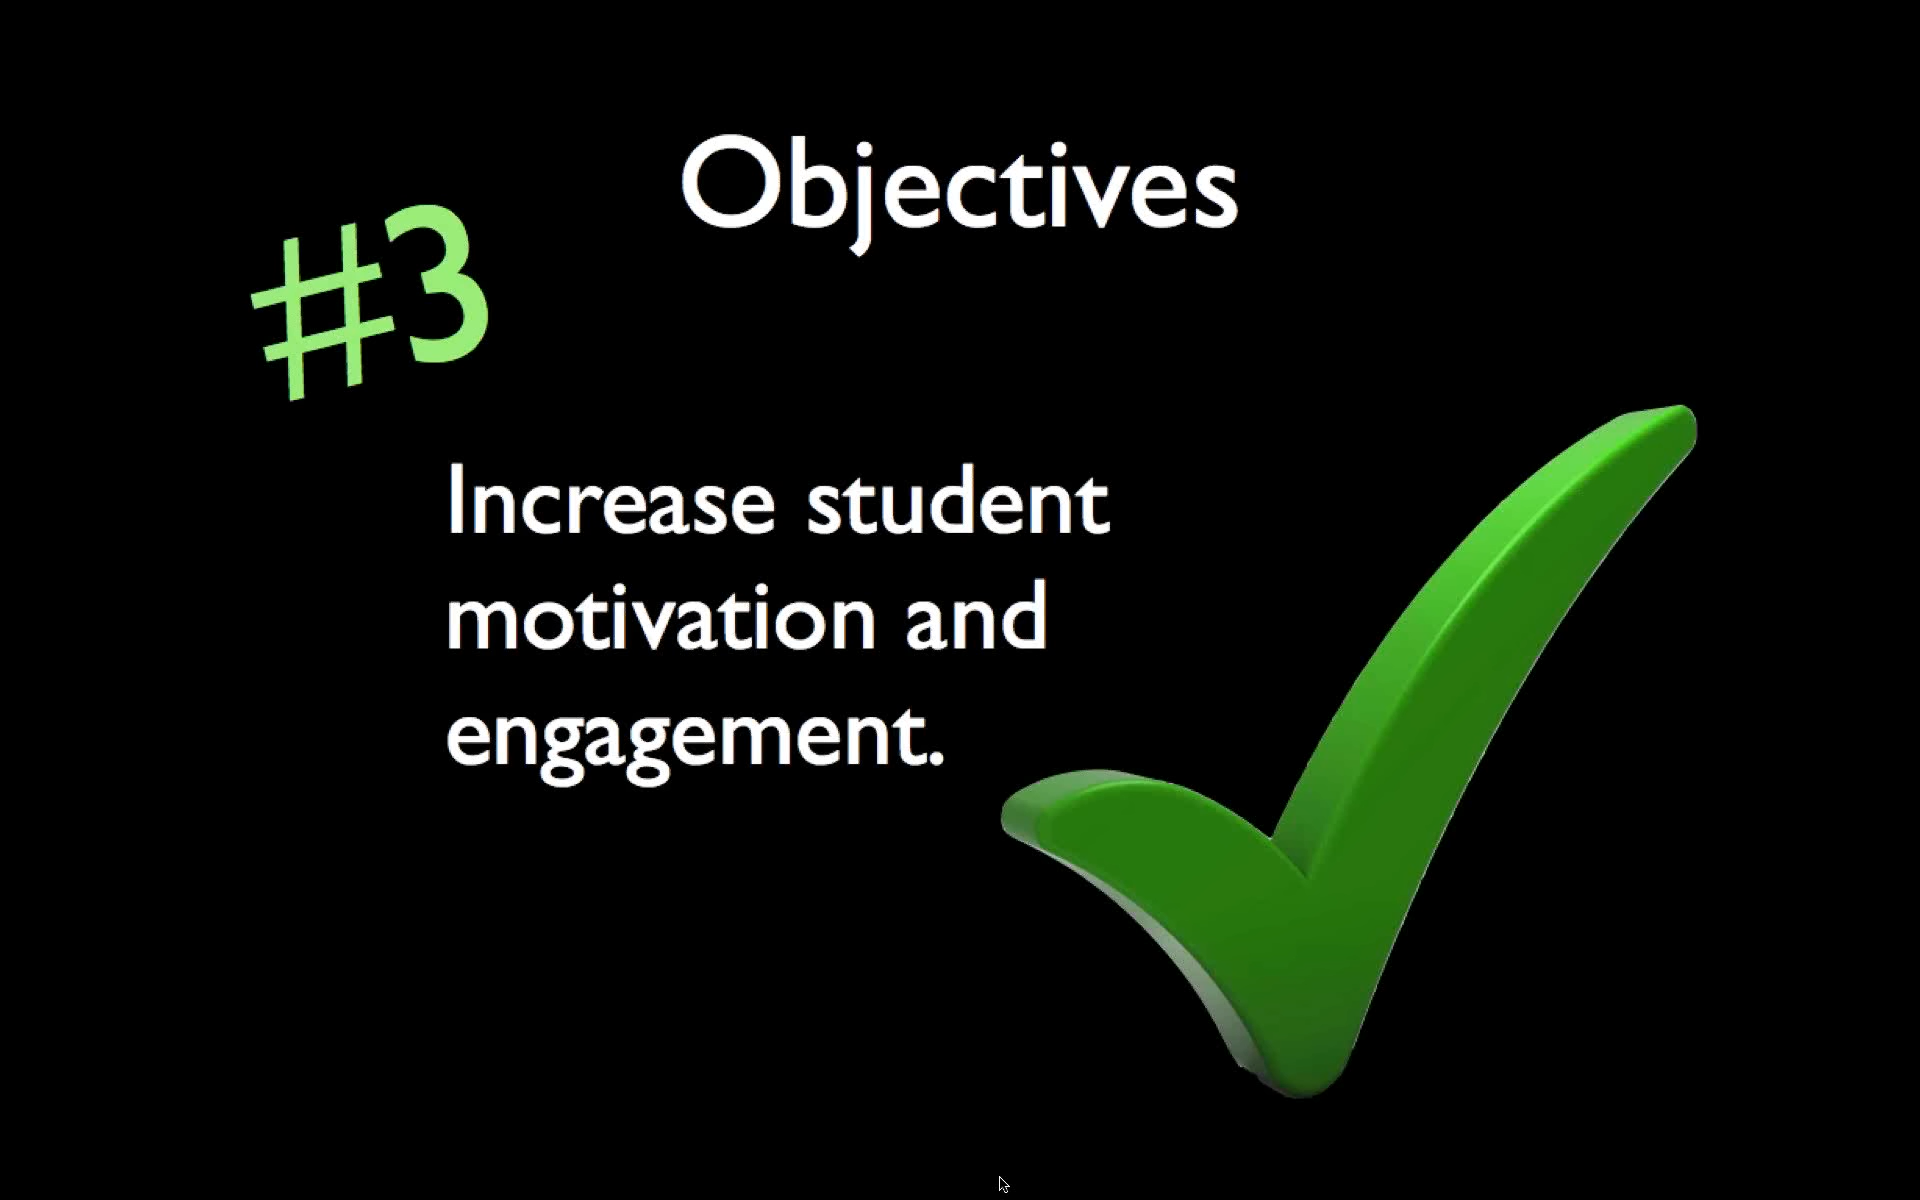 Objectives
#3
Increase student
motivation and
engagement.